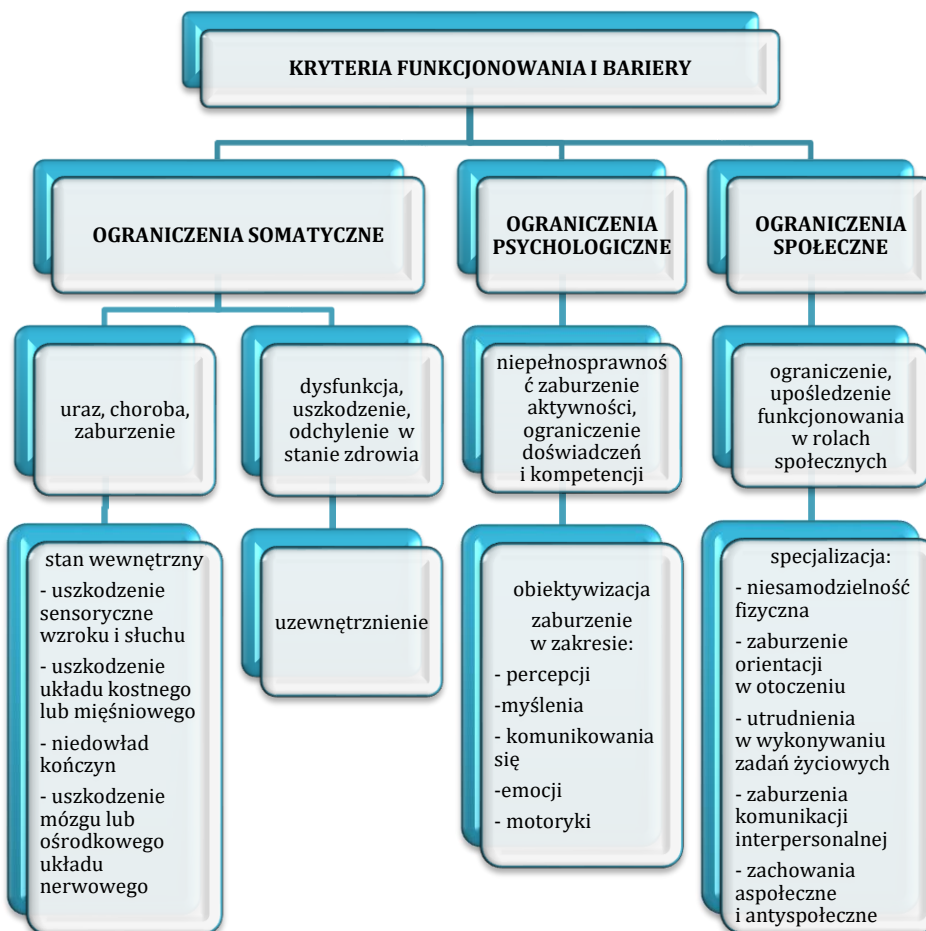 KRYTERIA FUNKCJONOWANIA I BARIERY
OGRANICZENIA SOMATYCZNE
OGRANICZENIA
PSYCHOLOGICZNE
OGRANICZENIA
SPOŁECZNE
uraz, choroba,
zaburzenie
dysfunkcja,
uszkodzenie,
odchylenie w
stanie zdrowia
niepełnosprawnoś
ć zaburzenie
aktywności,
ograniczenie
doświadczeń
i kompetencji
ograniczenie,
upośledzenie
funkcjonowania
w rolach
społecznych
stan wewnętrzny
- uszkodzenie
sensoryczne
wzroku i słuchu
- uszkodzenie
układu kostnego
lub mięśniowego
- niedowład
kończyn
- uszkodzenie
mózgu lub
ośrodkowego
układu
nerwowego
uzewnętrznienie
obiektywizacja
zaburzenie
w zakresie:
- percepcji
-myślenia
- komunikowania
się
-emocji
- motoryki
specjalizacja:
- niesamodzielność
fizyczna
- zaburzenie
orientacji
w otoczeniu
- utrudnienia
w wykonywaniu
zadań życiowych
- zaburzenia
komunikacji
interpersonalnej
- zachowania
aspołeczne
i antyspołeczne